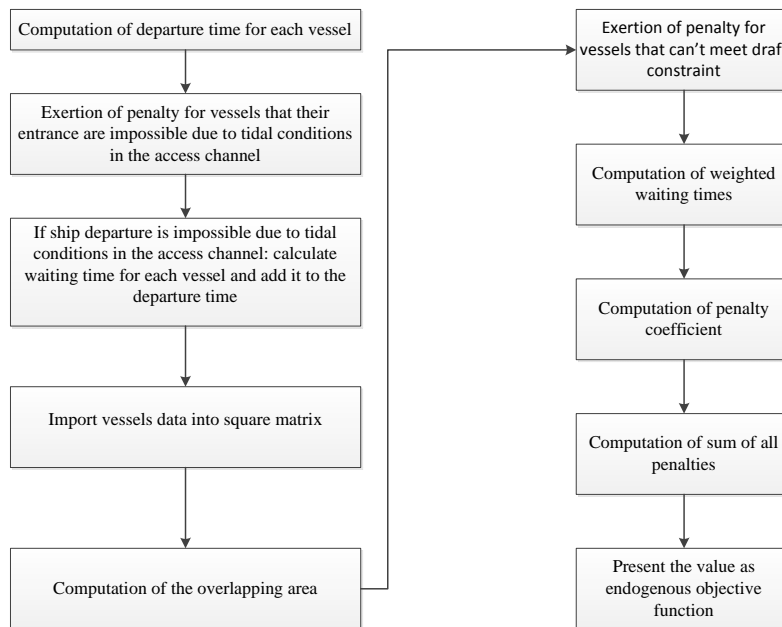 Computation of departure time for each vessel
Exertion of penalty for vessels that their
entrance are impossible due to tidal conditions
in the access channel
If ship departure is impossible due to tidal
conditions in the access channel: calculate
waiting time for each vessel and add it to the
departure time
Import vessels data into square matrix
Computation of the overlapping area
Exertion of penalty for
vessels that can’t meet draf
constraint
Computation of weighted
waiting times
Computation of penalty
coefficient
Computation of sum of all
penalties
Present the value as
endogenous objective
function